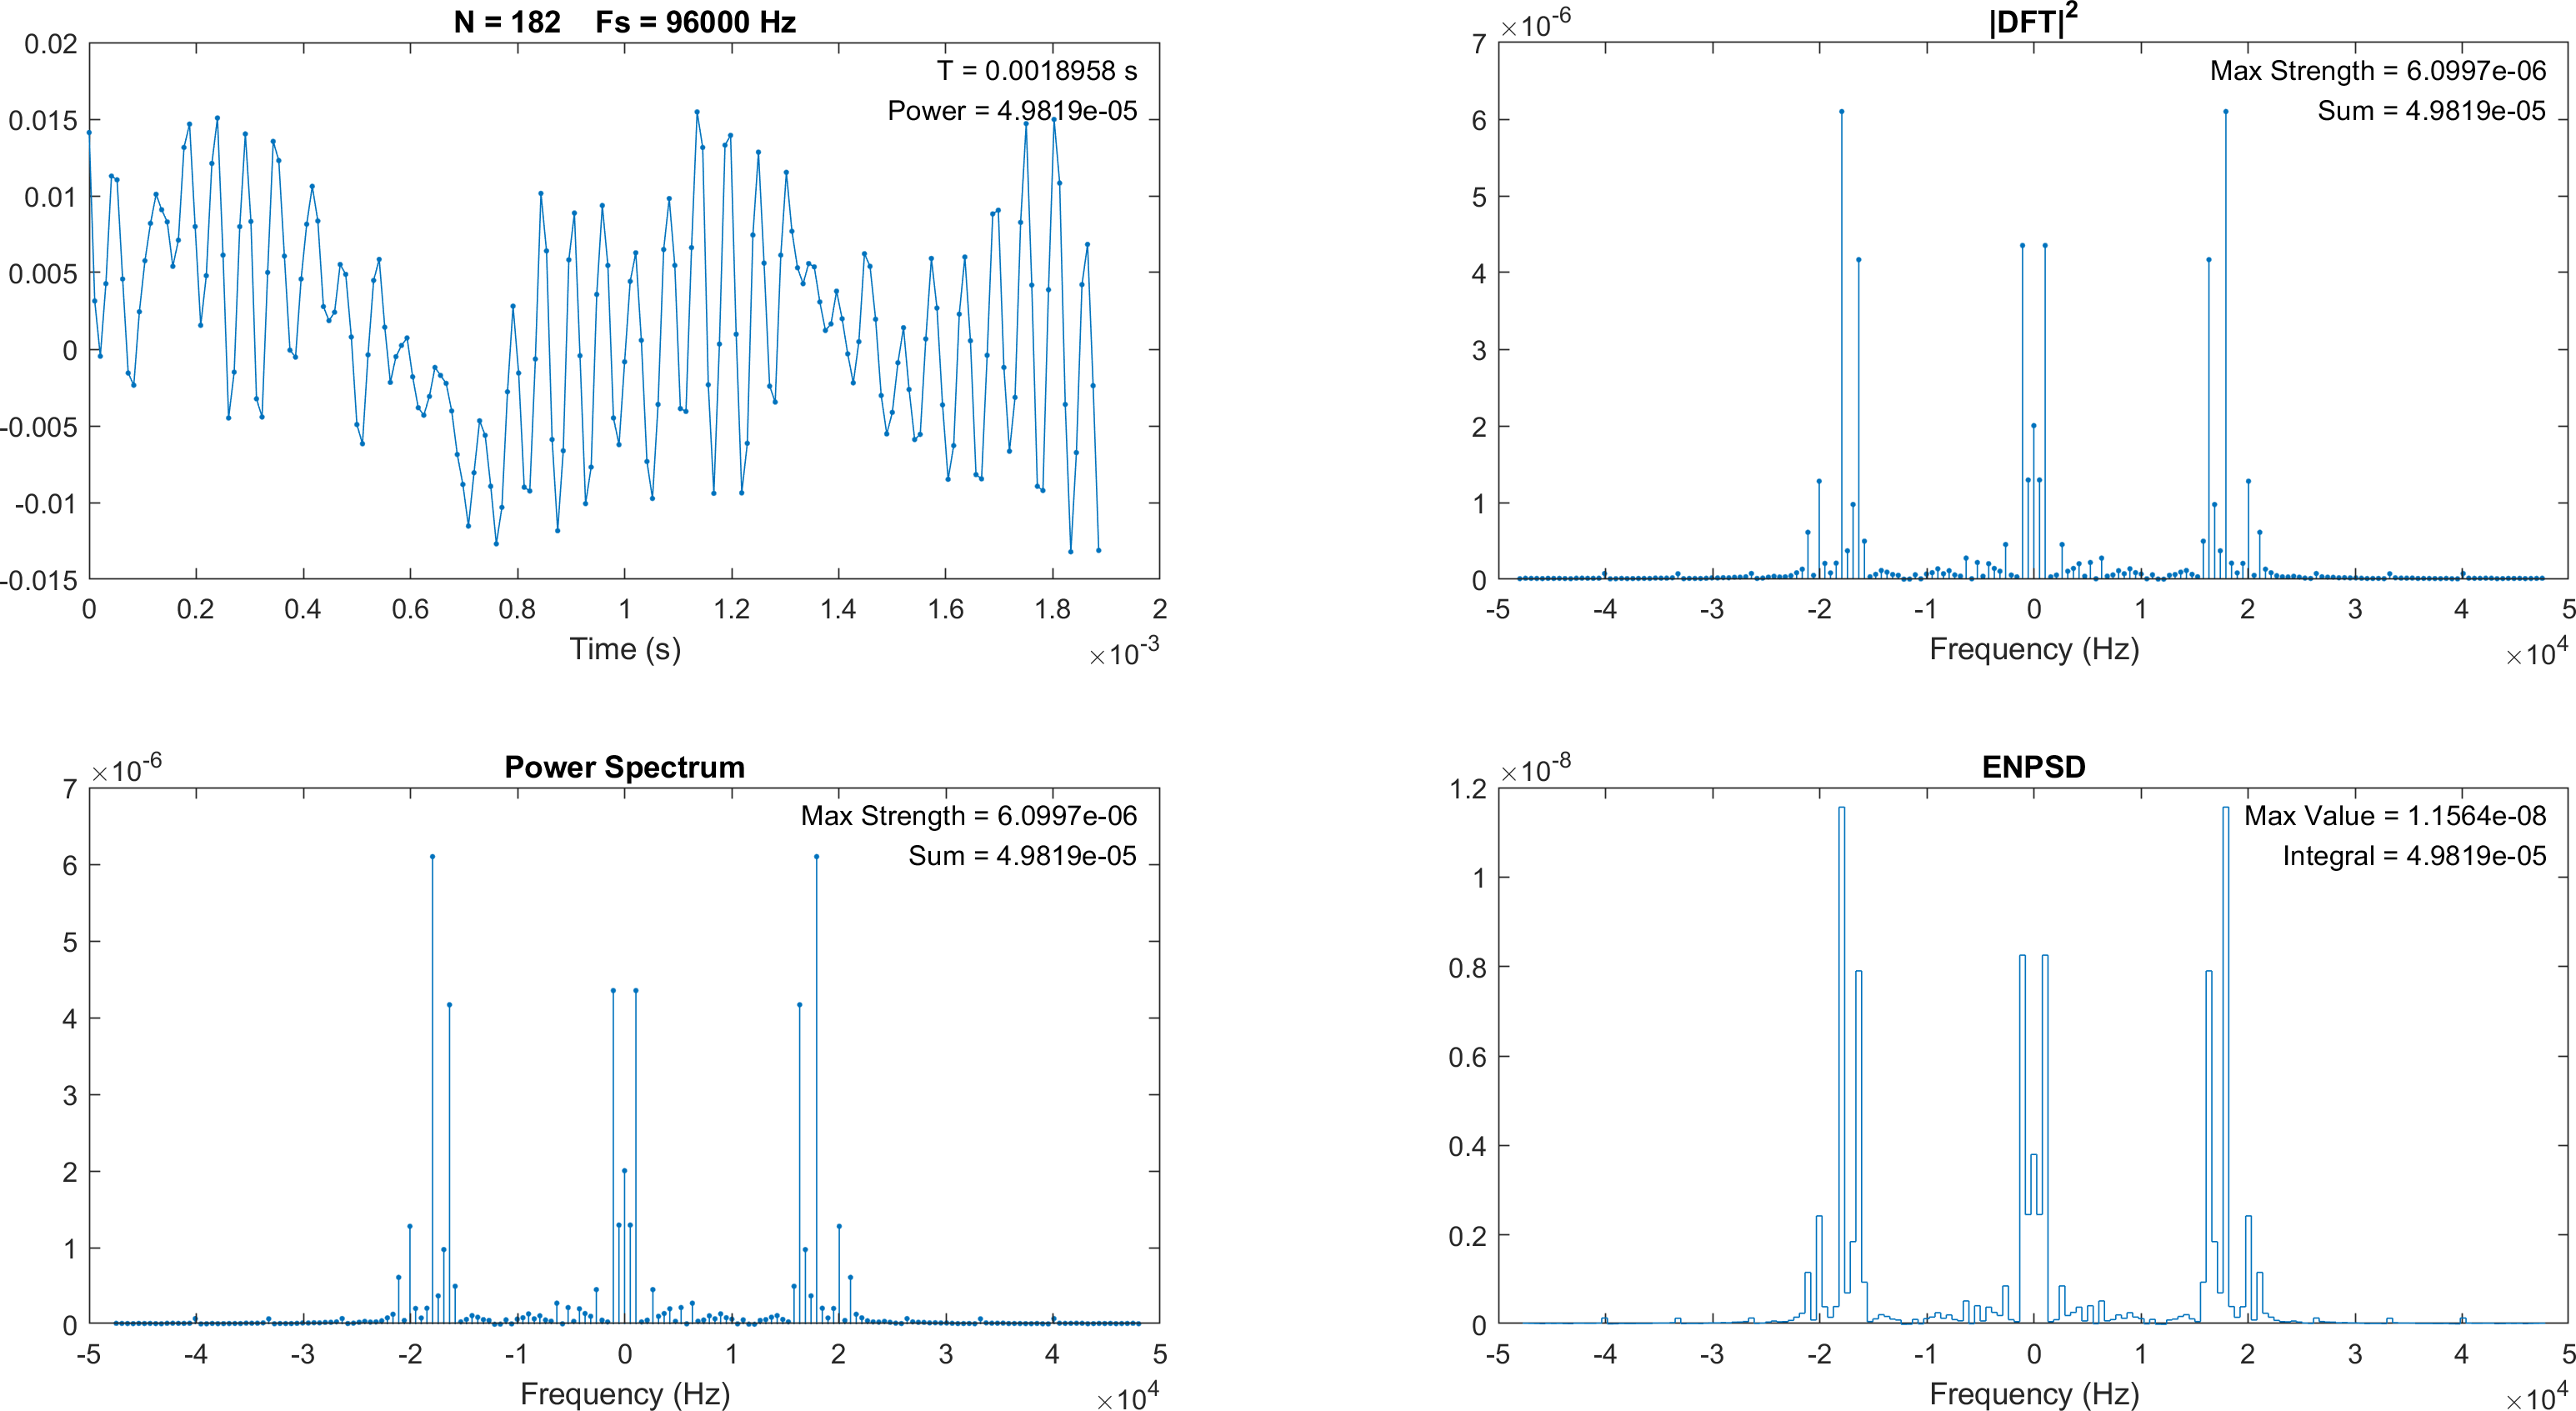 N = 182 Fs = 96000 Hz
T = 0.0018958 s
Power = 4.9819e-05
0.02
0.015
0.01
0.005
0
-0.005
-0.01
-0.015
0 0.2 0.4 0.6 0.8 1 1.2 1.4 1.6 1.8 2
Time (s)
×10-3
|DFT|2
×10-6
Max Strength = 6.0997e-06
Sum = 4.9819e-05
7
6
5
4
3
2
1
0
-5 -4 -3 -2 -1 0 1 2 3 4 5
Frequency (Hz)
×104
Power Spectrum
×10-6
Max Strength = 6.0997e-06
Sum = 4.9819e-05
7
6
5
4
3
2
1
0
-5 -4 -3 -2 -1 0 1 2 3 4 5
Frequency (Hz)
×104
ENPSD
×10-8
Max Value = 1.1564e-08
Integral = 4.9819e-05
1.2
1
0.8
0.6
0.4
0.2
0
-5 -4 -3 -2 -1 0 1 2 3 4 5
Frequency (Hz)
×104